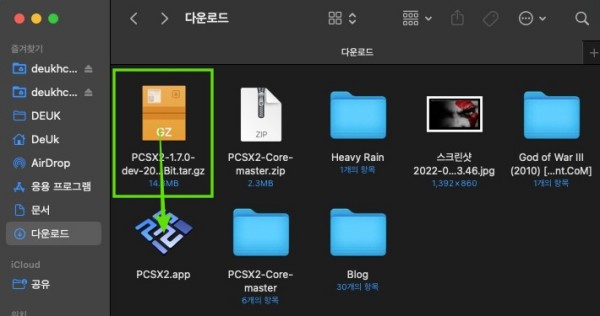 즐겨찾기
deukhc...
deukhc...
DEUK
DeUk
AirDrop
응용 프로그램
문서
다운로드
iCloud
공유
다운로드
다운로드
GZ
PCSX2-1.7.0-
dev-20...Bit.tar.gz
ZIP
PCSX2-Core-
master.zip
2.3MB
Heavy Rain
1개의 항목
스크린샷
2022-0...3.46.jpg
1,392×860
God of War III
(2010) [...nt.CoM]
1개의 항목
PCSX2.app
PCSX2-Core-
master
6개의 항목
Blog
30개의 항목